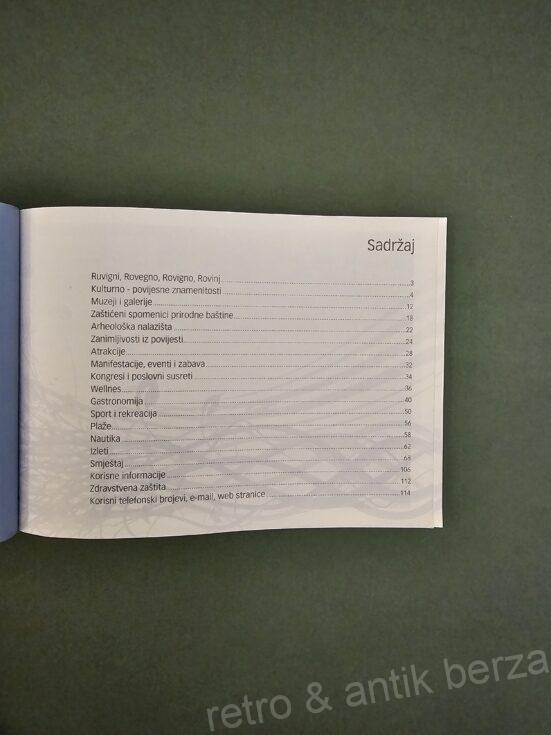 Sadržaj
Ruvigni, Rovegno, Rovigno, Rovinj 3
Kulturno - povijesne znamenitosti 4
Muzeji i galerije 12
Zaštićeni spomenici prirodne baštine 18
Arheološka nalazišta 22
Zanimljivosti iz povijesti 24
Atrakcije 28
Manifestacije, eventi i zabava 32
Kongresi i poslovni susreti 34
Wellnes 36
Gastronomija 40
Sport i rekreacija 50
Plaže 56
Nautika 58
Izleti 62
Smještaj 68
Korisne informacije 106
Zdravstvena zaštita 112
Korisni telefonski brojevi, e-mail, web stranice 114
retro & antik berza